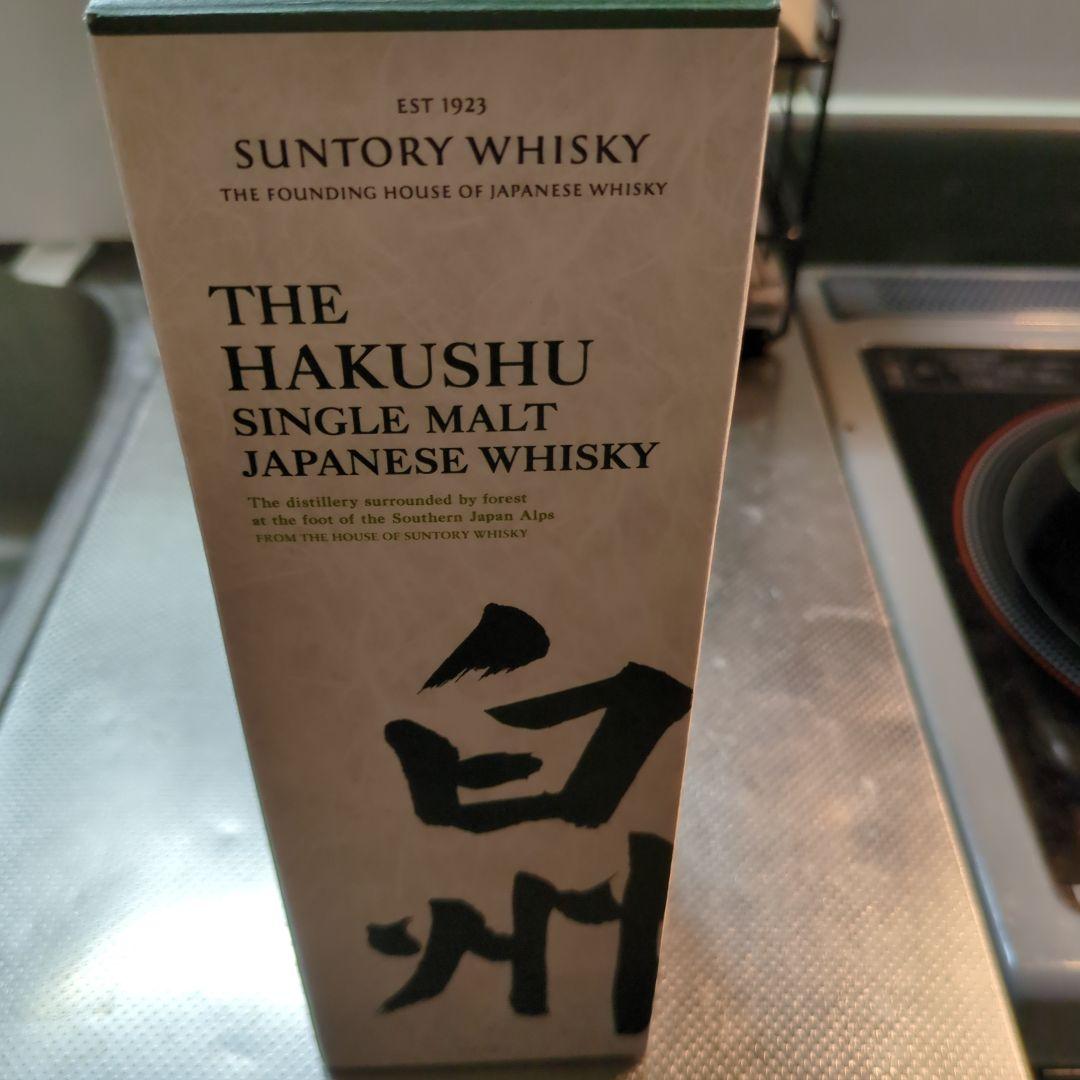 EST 1923
SUNTORY WHISKY
THE FOUNDING HOUSE OF JAPANESE WHISKY
THE
HAKUSHU
SINGLE MALT
JAPANESE WHISKY
The distillery surrounded by forest
at the foot of the Southern Japan Alps
FROM THE HOUSE OF SUNTORY WHISKY
白
州